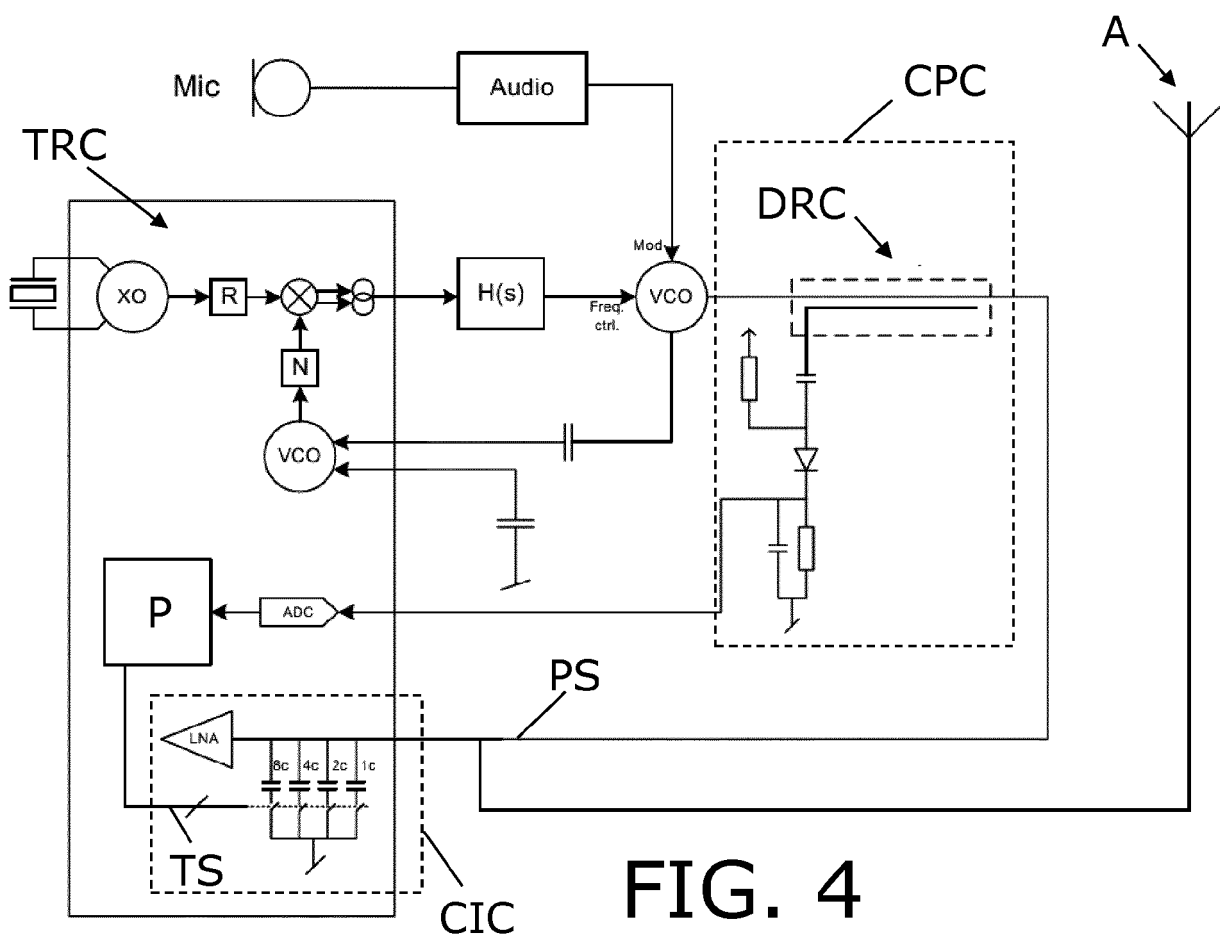 A
Mic
Audio
CPC
TRC
DRC
Mod
XO
R
H(s)
Freq.
ctrl.
VCO
N
VCO
P
ADC
PS
LNA
8c
4c
2c
1c
TS
CIC
FIG. 4